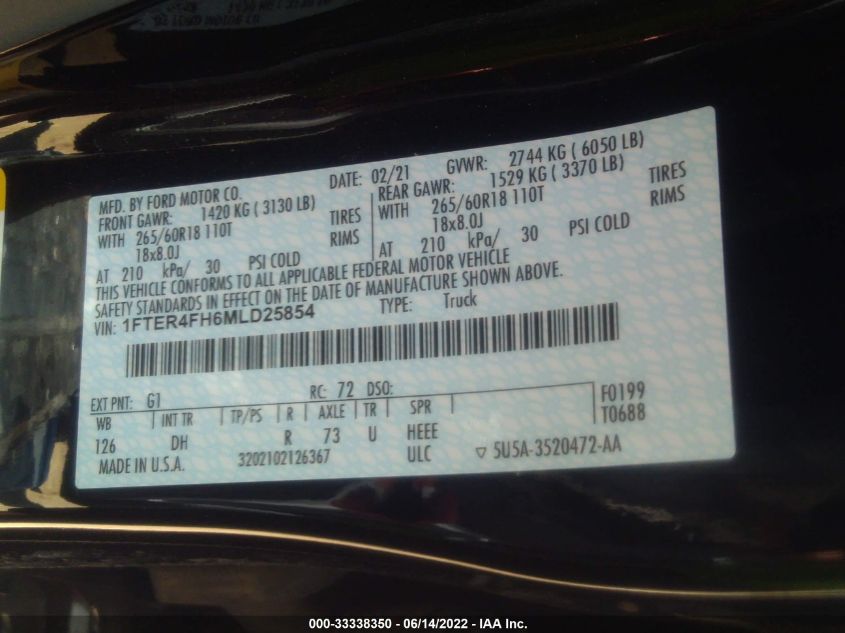 MFD. BY FORD MOTOR CO. DATE: 02/21 GVWR: 2744 KG ( 6050 LB)
FRONT GAWR: 1420 KG ( 3130 LB) REAR GAWR: 1529 KG ( 3370 LB)
WITH 265/60R18 110T TIRES WITH 265/60R18 110T TIRES
18x8.0J RIMS 18x8.0J RIMS
AT 210 kPa/ 30 PSI COLD AT 210 kPa/ 30 PSI COLD
THIS VEHICLE CONFORMS TO ALL APPLICABLE FEDERAL MOTOR VEHICLE
SAFETY STANDARDS IN EFFECT ON THE DATE OF MANUFACTURE SHOWN ABOVE.
VIN: 1FTER4FH6MLD25854 TYPE: Truck
EXT PNT: G1 RC: 72 DSO: F0199
WB INT TR TP/PS R AXLE TR SPR T0688
126 DH R 73 U HEEE
MADE IN U.S.A. 3202102126367 ULC ▽ 5U5A-3520472-AA
000-33338350 - 06/14/2022 - IAA Inc.